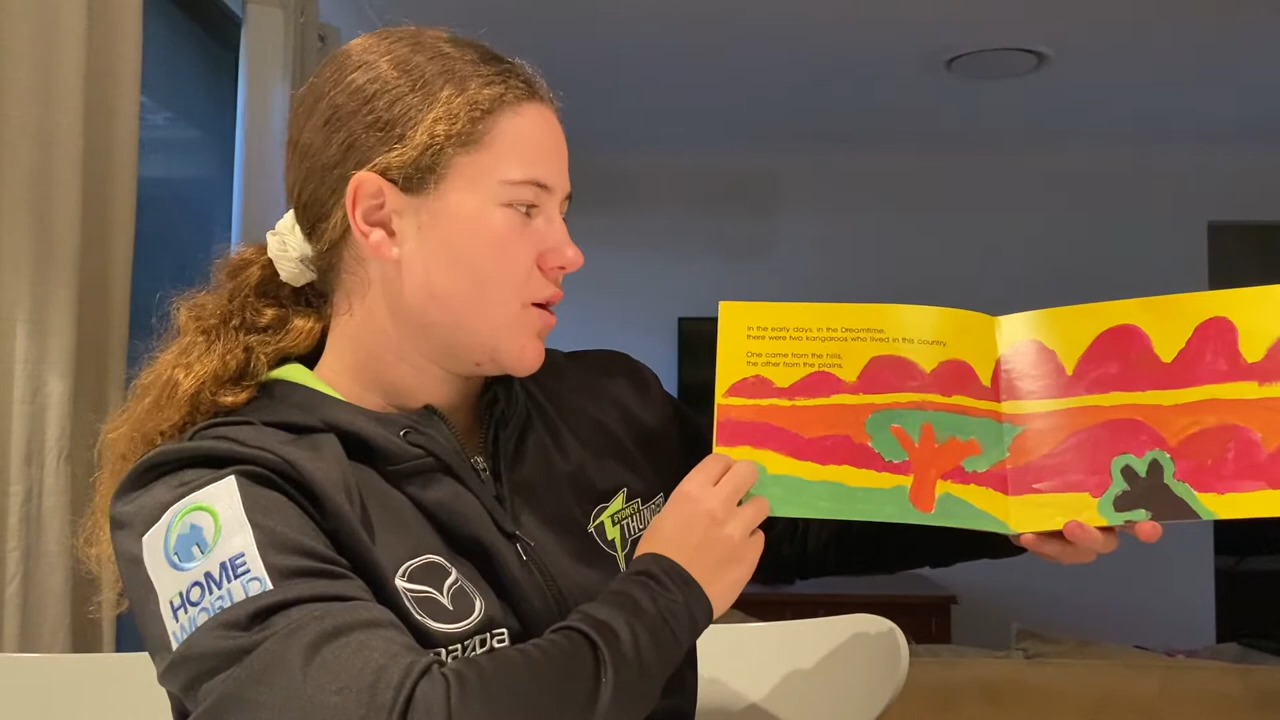 In the early days, in the Dreamtime,
there were two kangaroos who lived in this country.
One came from the hills,
the other from the plains.
SYDNEY
THUNDER
HOME
WORLD
mazda